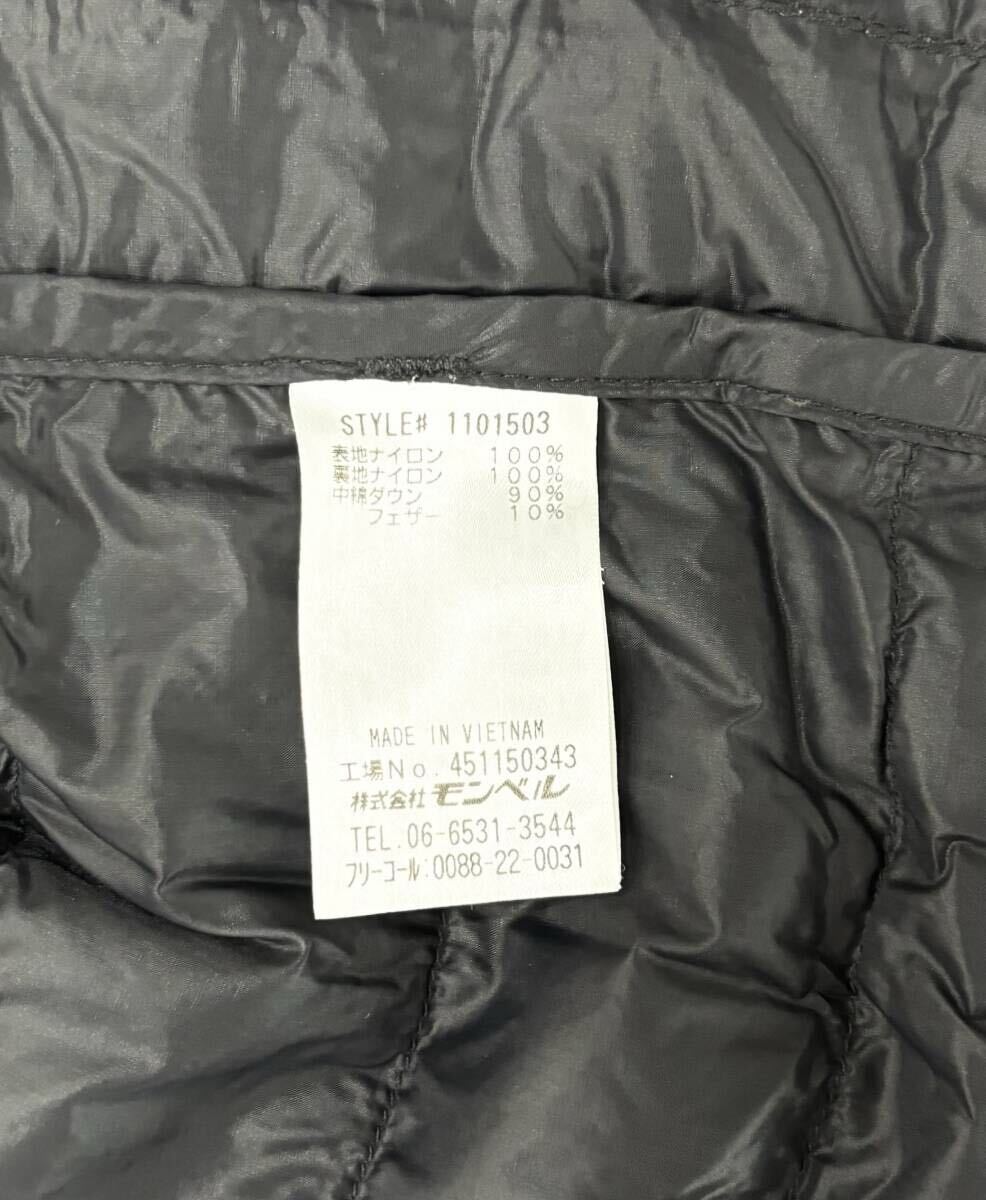 STYLE# 1101503
表地ナイロン 100%
裏地ナイロン 100%
中綿ダウン 90%
フェザー 10%
MADE IN VIETNAM
工場No. 451150343
株式会社モンベル
TEL.06-6531-3544
フリーコール:0088-22-0031